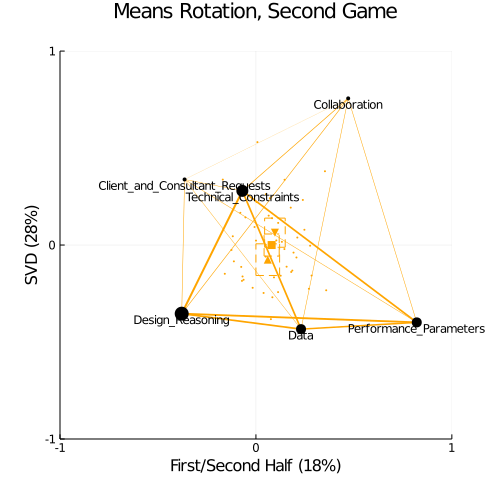 Means Rotation, Second Game
1
Collaboration
Client_and_Consultant_Requests
Technical_Constraints
SVD (28%)
0
Design_Reasoning
Performance_Parameters
Data
-1
-1
0
1
First/Second Half (18%)